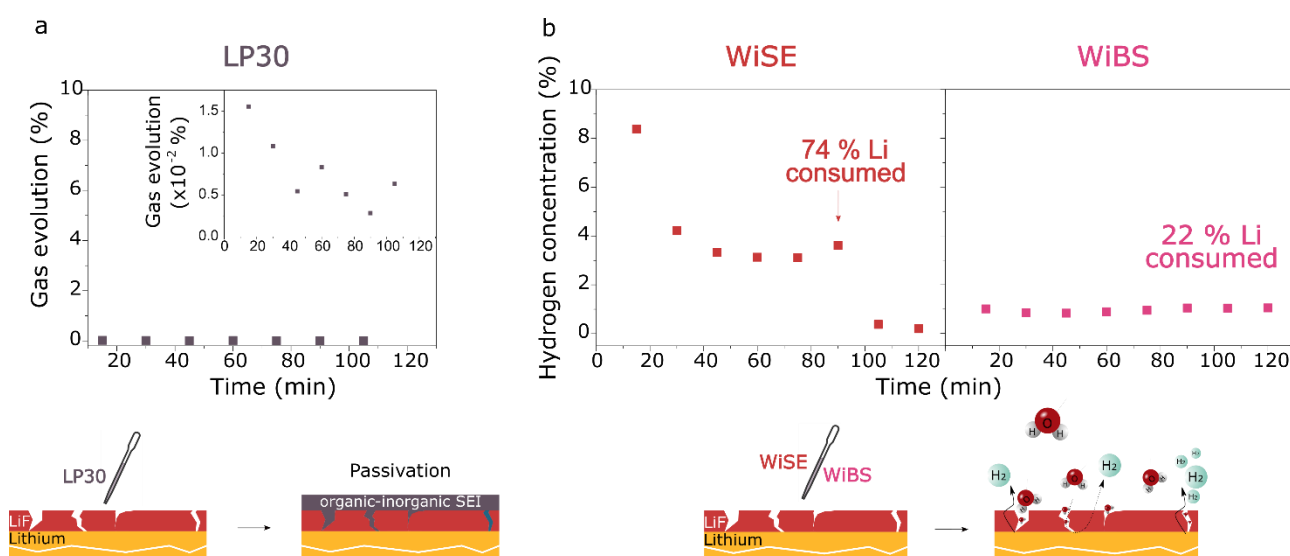 a
LP30
Gas evolution (%)
10
8
6
4
2
0
20 40 60 80 100 120
Time (min)
Gas evolution
(x10⁻² %)
1.5
1.0
0.5
0.0
0 20 40 60 80 100 120
b
WiSE
WiBS
Hydrogen concentration (%)
10
8
6
4
2
0
0 20 40 60 80 100 120
20 40 60 80 100 120
Time (min)
74 % Li
consumed
22 % Li
consumed
LP30
LiF
Lithium
Passivation
organic-inorganic SEI
WiSE
WiBS
LiF
Lithium
O
H H
H₂
H₂
H₂
H₂
H₂
H₂